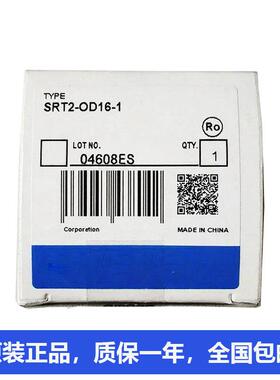 TYPE
SRT2-OD16-1
Ro
LOT NO.
QTY.
04608ES
1
Corporation
MADE IN CHINA
原装正品，质保一年，全国包